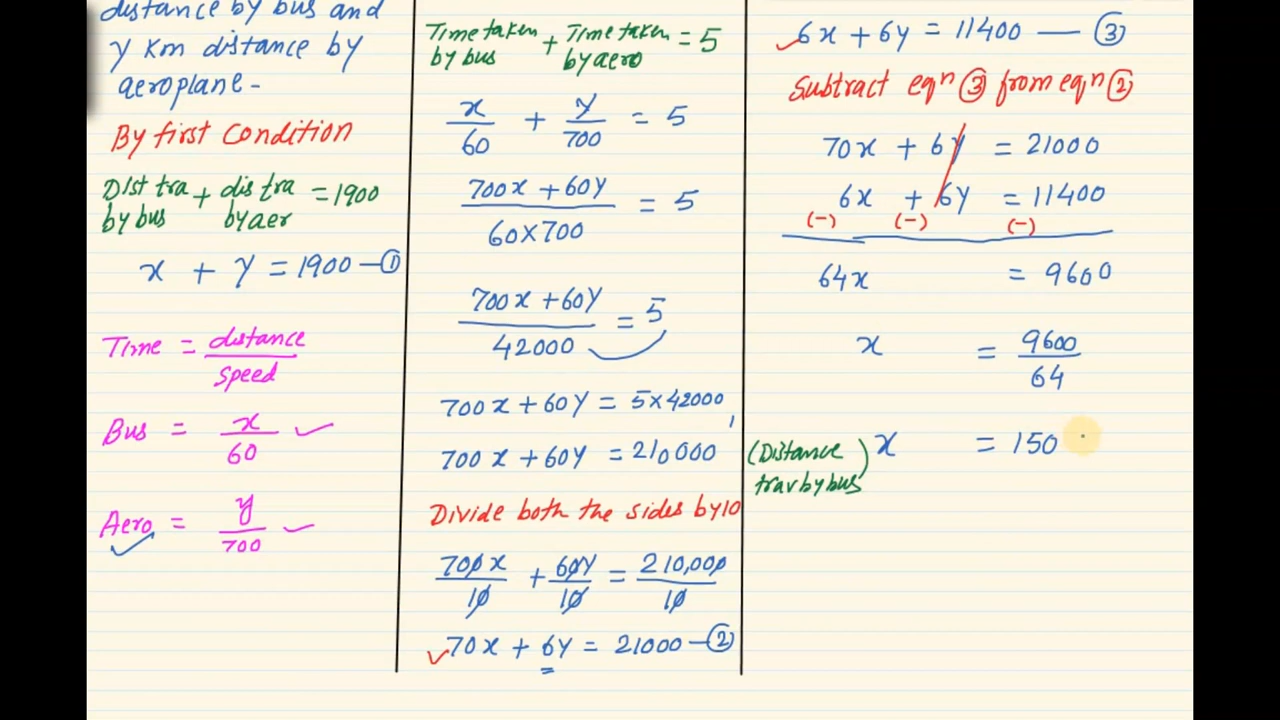 distance by bus and
y km distance by
aeroplane -
By first condition
Dist tra + dis tra = 1900
by bus by aer
x + y = 1900 — ①
Time = distance
speed
Bus = x
60
Aero = y
700
Time taken + Time taken = 5
by bus by aero
x + y = 5
60 700
700x + 60y = 5
60 x 700
700x + 60y = 5
42000
700x + 60y = 5 x 42000
700x + 60y = 210000
Divide both the sides by 10
700x + 60y = 210,000
10 10 10
70x + 6y = 21000 — ②
6x + 6y = 11400 — ③
Subtract eqn ③ from eqn ②
70x + 6y = 21000
6x + 6y = 11400
(-) (-) (-)
64x = 9600
x = 9600
64
(Distance) x = 150
trav by bus